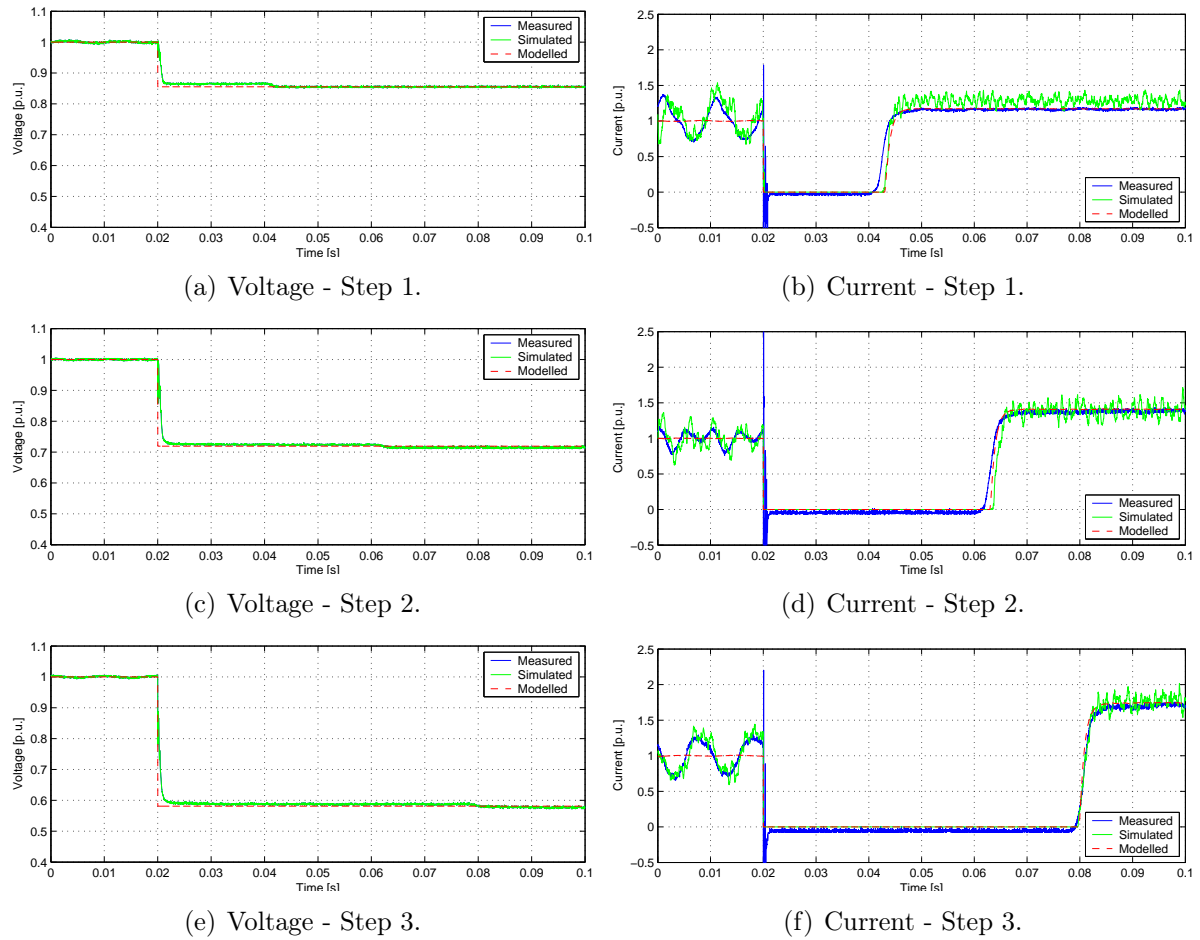 1.1
1
0.9
0.8
0.7
0.6
0.5
0.4
Voltage [p.u.]
0 0.01 0.02 0.03 0.04 0.05 0.06 0.07 0.08 0.09 0.1
Time [s]
Measured
Simulated
Modelled
(a) Voltage - Step 1.
2.5
2
1.5
1
0.5
0
−0.5
Current [p.u.]
0 0.01 0.02 0.03 0.04 0.05 0.06 0.07 0.08 0.09 0.1
Time [s]
Measured
Simulated
Modelled
(b) Current - Step 1.
1.1
1
0.9
0.8
0.7
0.6
0.5
0.4
Voltage [p.u.]
0 0.01 0.02 0.03 0.04 0.05 0.06 0.07 0.08 0.09 0.1
Time [s]
Measured
Simulated
Modelled
(c) Voltage - Step 2.
2.5
2
1.5
1
0.5
0
−0.5
Current [p.u.]
0 0.01 0.02 0.03 0.04 0.05 0.06 0.07 0.08 0.09 0.1
Time [s]
Measured
Simulated
Modelled
(d) Current - Step 2.
1.1
1
0.9
0.8
0.7
0.6
0.5
0.4
Voltage [p.u.]
0 0.01 0.02 0.03 0.04 0.05 0.06 0.07 0.08 0.09 0.1
Time [s]
Measured
Simulated
Modelled
(e) Voltage - Step 3.
2.5
2
1.5
1
0.5
0
−0.5
Current [p.u.]
0 0.01 0.02 0.03 0.04 0.05 0.06 0.07 0.08 0.09 0.1
Time [s]
Measured
Simulated
Modelled
(f) Current - Step 3.